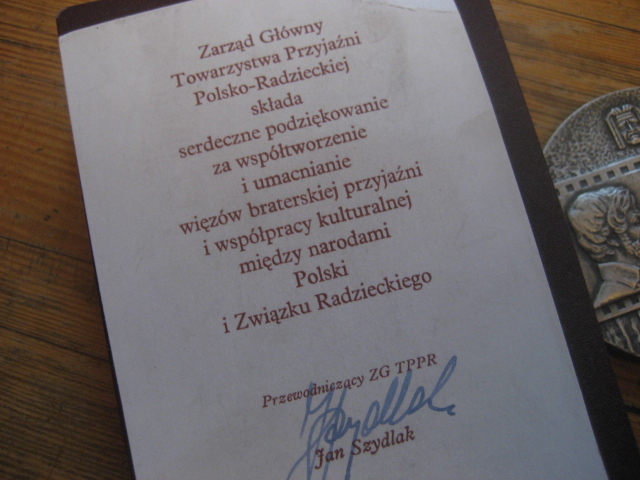 Zarząd Główny
Towarzystwa Przyjaźni
Polsko-Radzieckiej
składa
serdeczne podziękowanie
za współtworzenie
i umacnianie
więzów braterskiej przyjaźni
i współpracy kulturalnej
między narodami
Polski
i Związku Radzieckiego
Przewodniczący ZG TPPR
Szydlak
Jan Szydlak